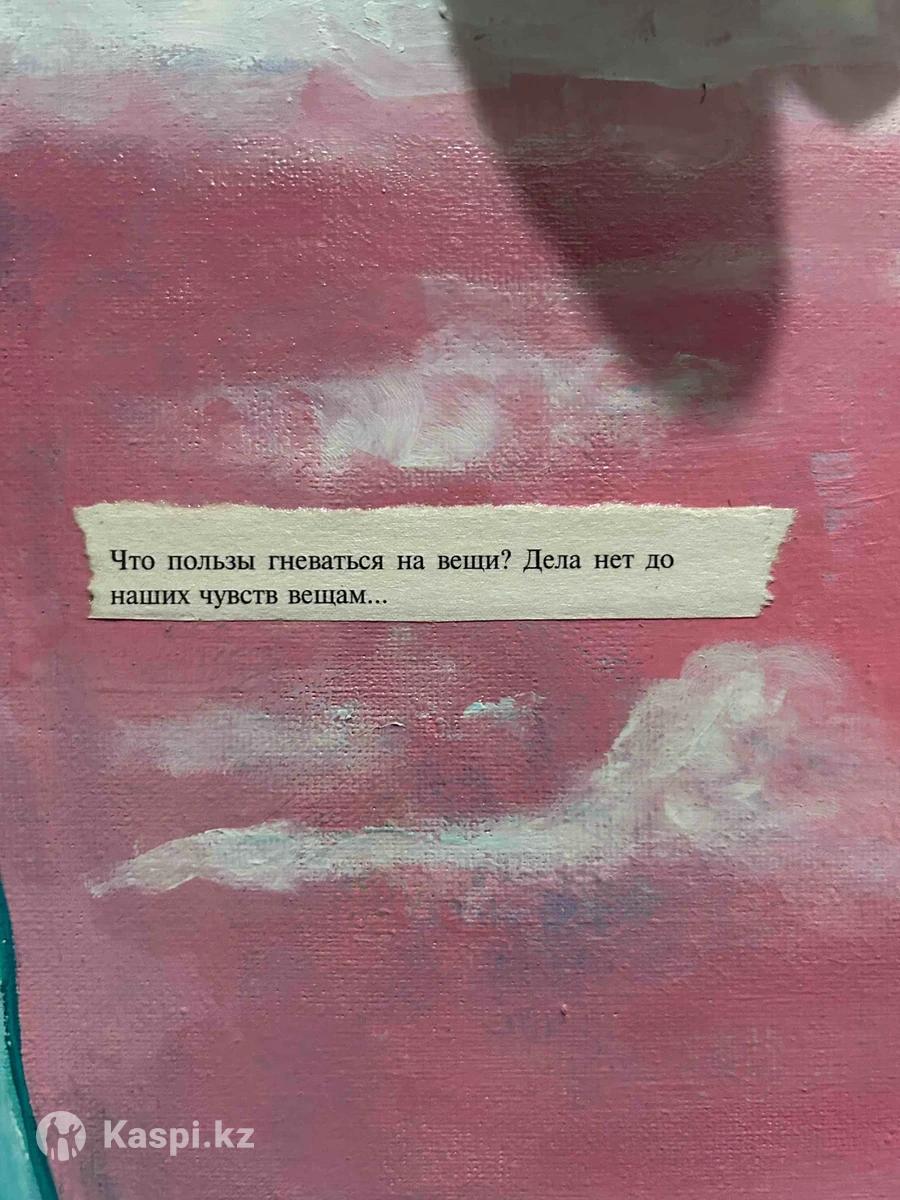 Что пользы гневаться на вещи? Дела нет до
наших чувств вещам...
Kaspi.kz